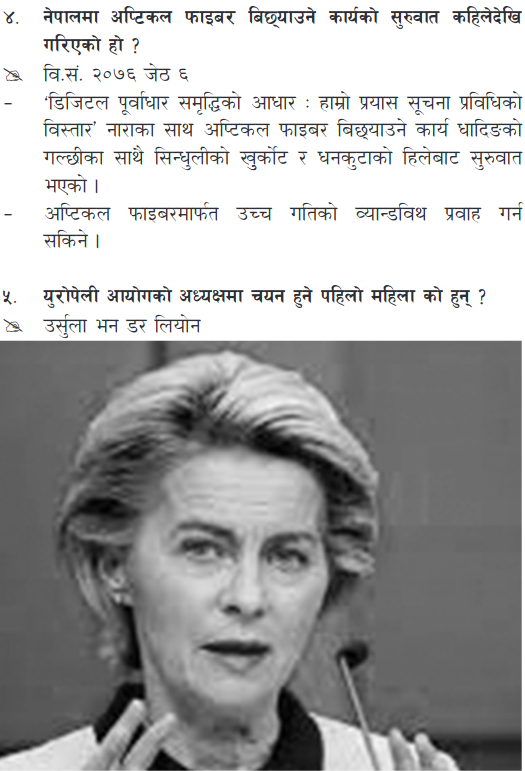 ४. नेपालमा अप्टिकल फाइबर बिछ्याउने कार्यको सुरुवात कहिलेदेखि
गरिएको हो ?
वि.सं. २०७६ जेठ ६
– 'डिजिटल पूर्वाधार समृद्धिको आधार : हाम्रो प्रयास सूचना प्रविधिको
विस्तार' नाराका साथ अप्टिकल फाइबर बिछ्याउने कार्य धादिङको
गल्छीका साथै सिन्धुलीको खुर्कोट र धनकुटाको हिलेबाट सुरुवात
भएको ।
– अप्टिकल फाइबरमार्फत उच्च गतिको व्यान्डविथ प्रवाह गर्न
सकिने ।
५. युरोपेली आयोगको अध्यक्षमा चयन हुने पहिलो महिला को हुन् ?
उर्सुला भन डर लियोन